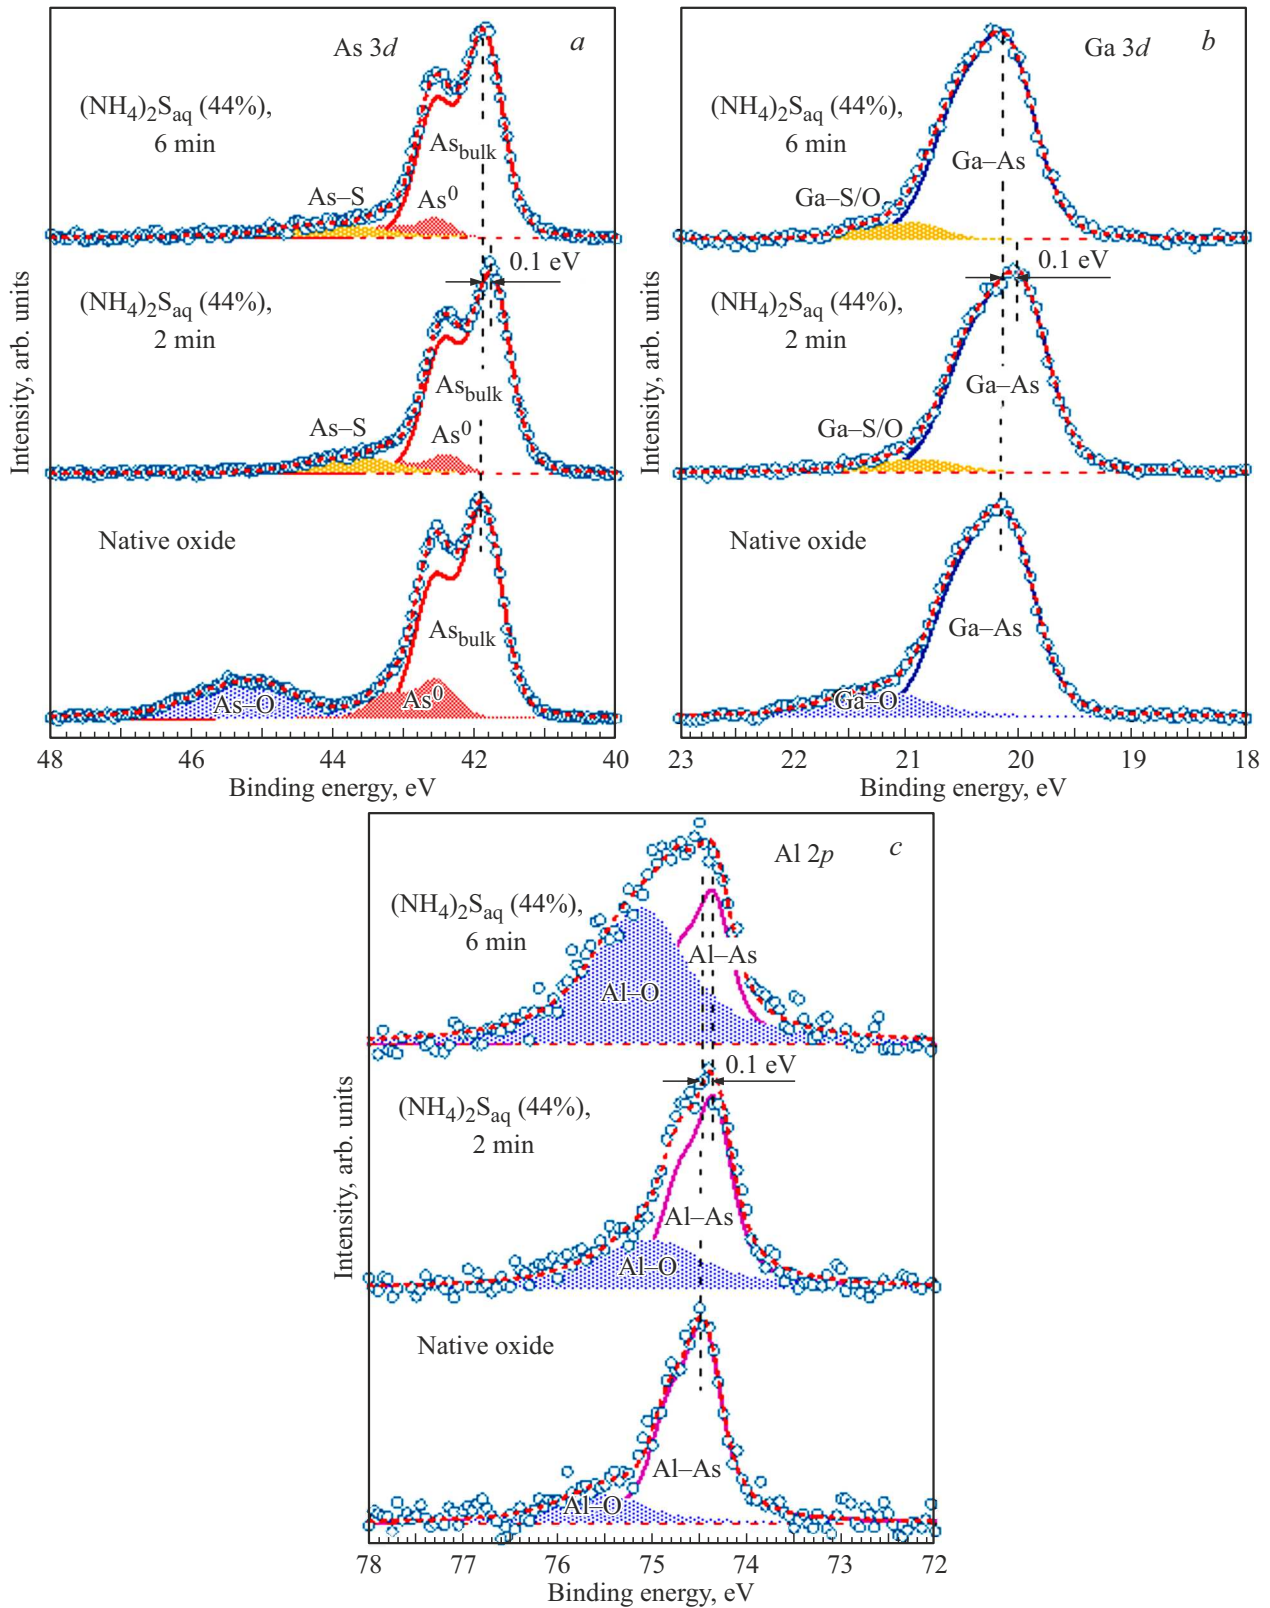 As 3d
a
(NH4)2Saq (44%),
6 min
Asbulk
As–S
As0
0.1 eV
(NH4)2Saq (44%),
2 min
Asbulk
As–S
As0
Native oxide
Asbulk
As–O
As0
Intensity, arb. units
48
46
44
42
40
Binding energy, eV
Ga 3d
b
(NH4)2Saq (44%),
6 min
Ga–As
Ga–S/O
0.1 eV
(NH4)2Saq (44%),
2 min
Ga–As
Ga–S/O
Native oxide
Ga–As
Ga–O
Intensity, arb. units
23
22
21
20
19
18
Binding energy, eV
Al 2p
c
(NH4)2Saq (44%),
6 min
Al–As
Al–O
0.1 eV
(NH4)2Saq (44%),
2 min
Al–As
Al–O
Native oxide
Al–As
Al–O
Intensity, arb. units
78
77
76
75
74
73
72
Binding energy, eV